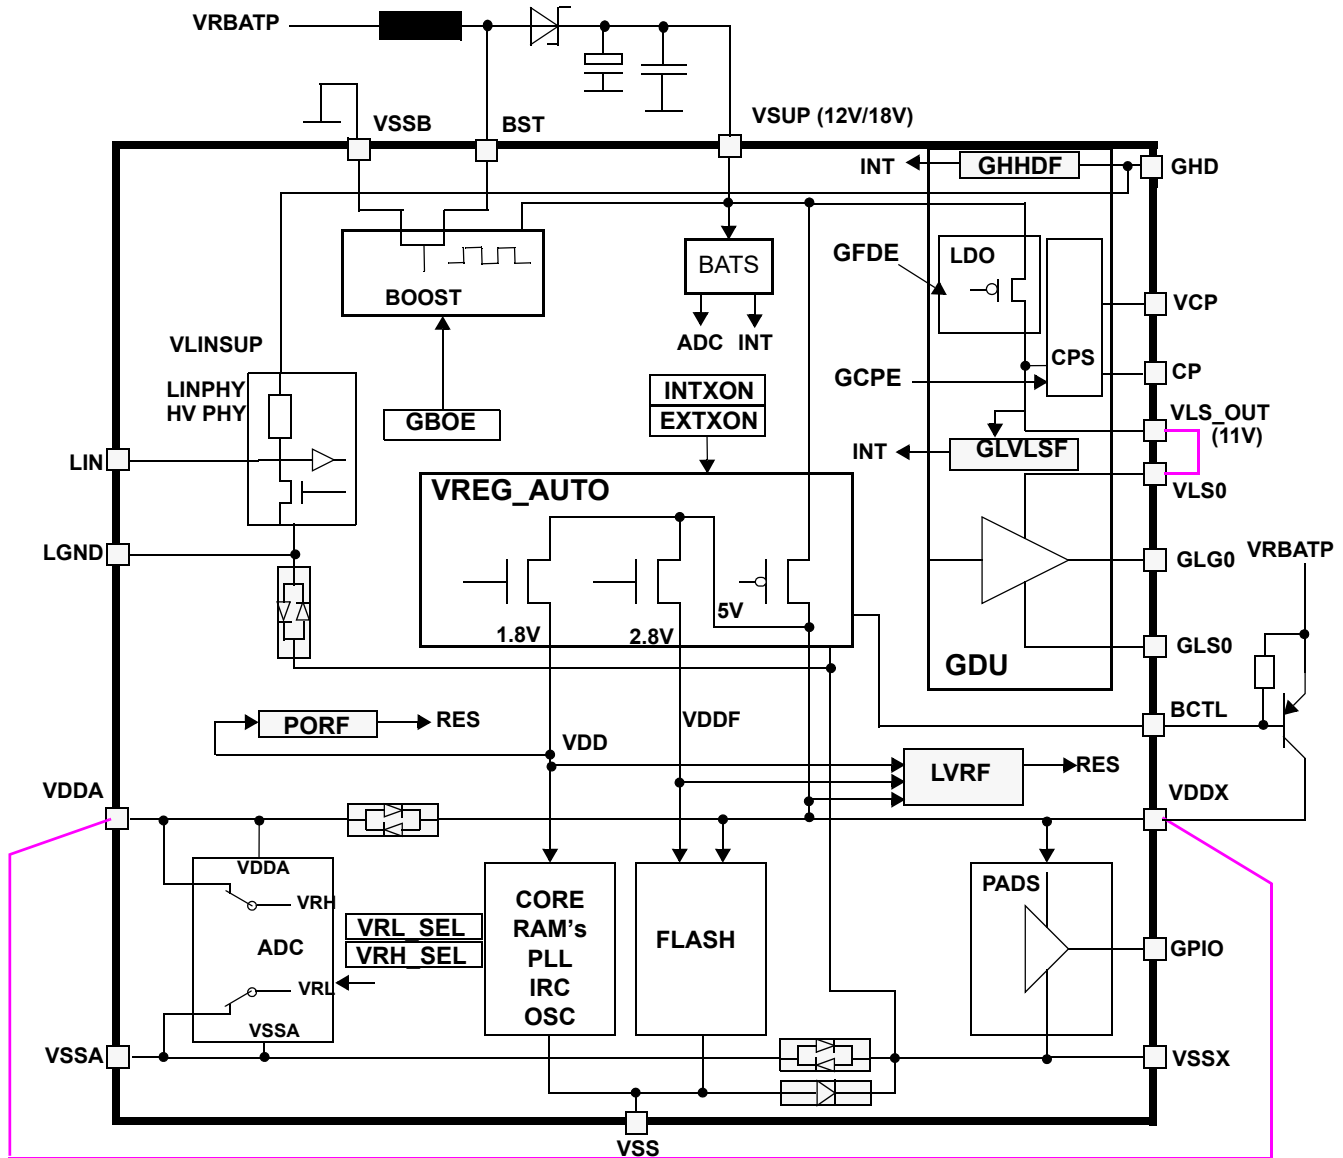 VRBATP
VSSB
BST
VSUP (12V/18V)
INT
GHHDF
GHD
GFDE
LDO
BATS
BOOST
VCP
ADC
INT
CPS
VLINSUP
LINPHY
HV PHY
INTXON
EXTXON
GCPE
CP
GBOE
VLS_OUT
(11V)
LIN
INT
GLVLSF
VREG_AUTO
VLS0
LGND
VRBATP
GLG0
5V
1.8V
2.8V
GLS0
GDU
BCTL
PORF
RES
VDD
VDDF
LVRF
RES
VDDA
VDDX
VDDA
VRH
ADC
VRL
VSSA
VRL_SEL
VRH_SEL
CORE
RAM's
PLL
IRC
OSC
FLASH
PADS
GPIO
VSSA
VSSX
VSS